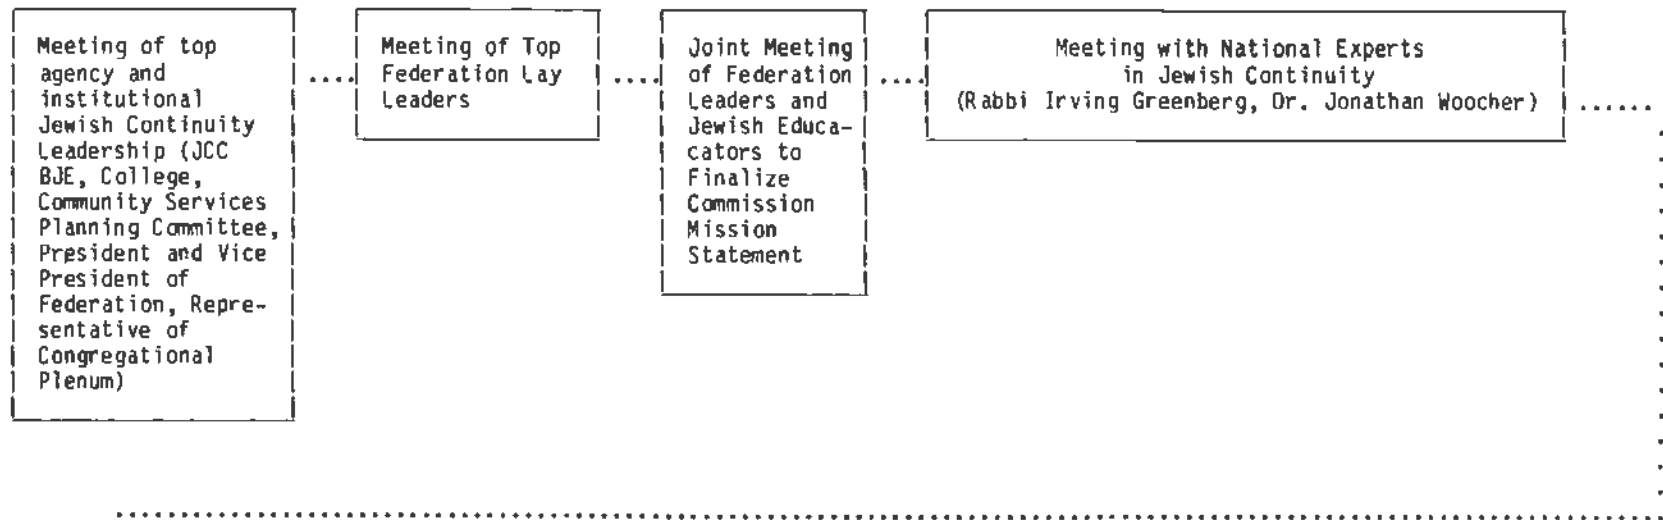 Meeting of top
agency and
institutional
Jewish Continuity
Leadership (JCC
BJE, College,
Community Services
Planning Committee,
President and Vice
President of
Federation, Repre-
sentative of
Congregational
Plenum)
Meeting of Top
Federation Lay
Leaders
Joint Meeting
of Federation
Leaders and
Jewish Educa-
cators to
Finalize
Commission
Mission
Statement
Meeting with National Experts
in Jewish Continuity
(Rabbi Irving Greenberg, Dr. Jonathan Woocher)